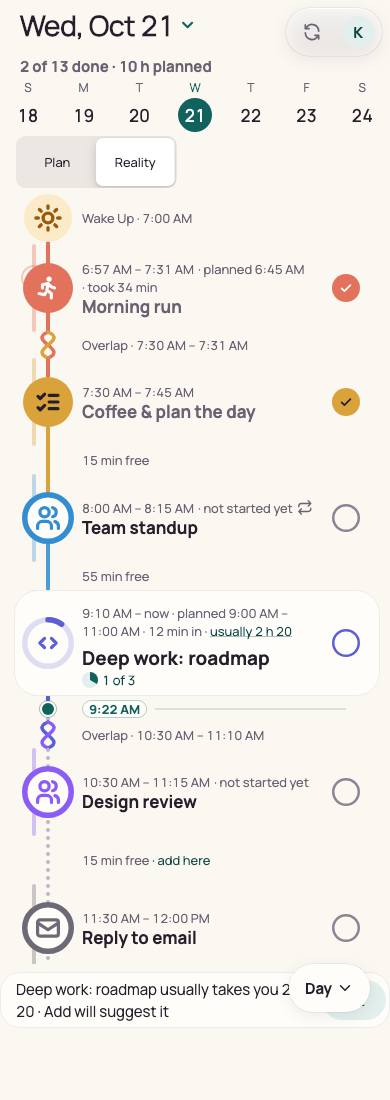 Wed, Oct 21
K
2 of 13 done · 10 h planned
S M T W T F S
18 19 20 21 22 23 24
Plan Reality
Wake Up · 7:00 AM
6:57 AM – 7:31 AM · planned 6:45 AM
· took 34 min
Morning run
Overlap · 7:30 AM – 7:31 AM
7:30 AM – 7:45 AM
Coffee & plan the day
15 min free
8:00 AM – 8:15 AM · not started yet
Team standup
55 min free
9:10 AM – now · planned 9:00 AM –
11:00 AM · 12 min in · usually 2 h 20
Deep work: roadmap
1 of 3
9:22 AM
Overlap · 10:30 AM – 11:10 AM
10:30 AM – 11:15 AM · not started yet
Design review
15 min free · add here
11:30 AM – 12:00 PM
Reply to email
Deep work: roadmap usually takes you 2
20 · Add will suggest it
Day